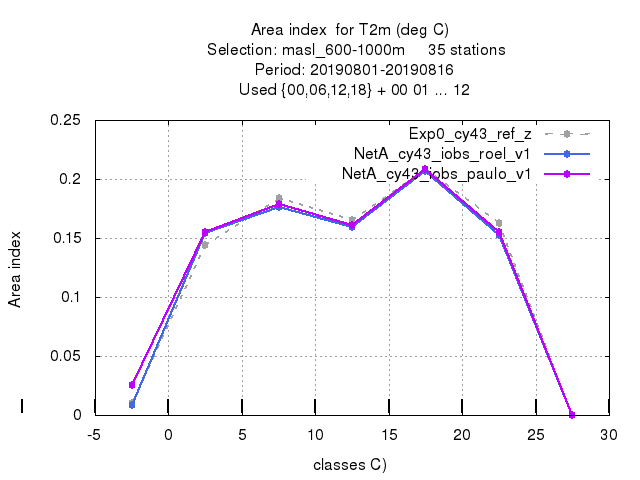 Area index  for T2m (deg C)
Selection: masl_600-1000m     35 stations
Period: 20190801-20190816
Used {00,06,12,18} + 00 01 ... 12
Exp0_cy43_ref_z
NetA_cy43_iobs_roel_v1
NetA_cy43_iobs_paulo_v1
0.25
0.2
0.15
0.1
0.05
0
Area index
-5 0 5 10 15 20 25 30
classes C)